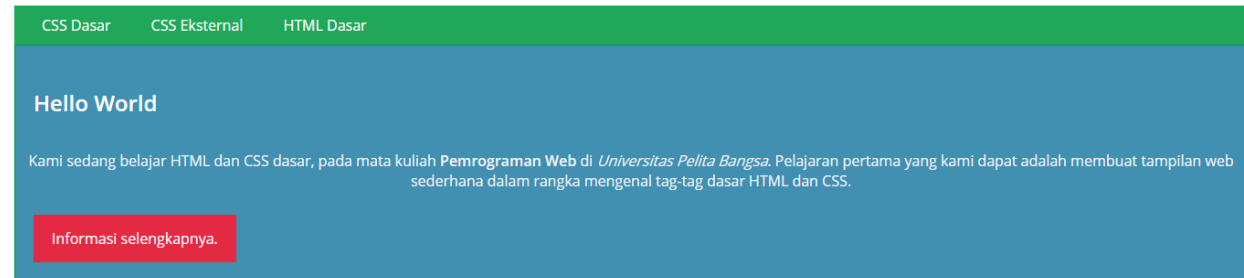 CSS Dasar CSS Eksternal HTML Dasar
Hello World
Kami sedang belajar HTML dan CSS dasar, pada mata kuliah Pemrograman Web di Universitas Pelita Bangsa. Pelajaran pertama yang kami dapat adalah membuat tampilan web
sederhana dalam rangka mengenal tag-tag dasar HTML dan CSS.
Informasi selengkapnya.